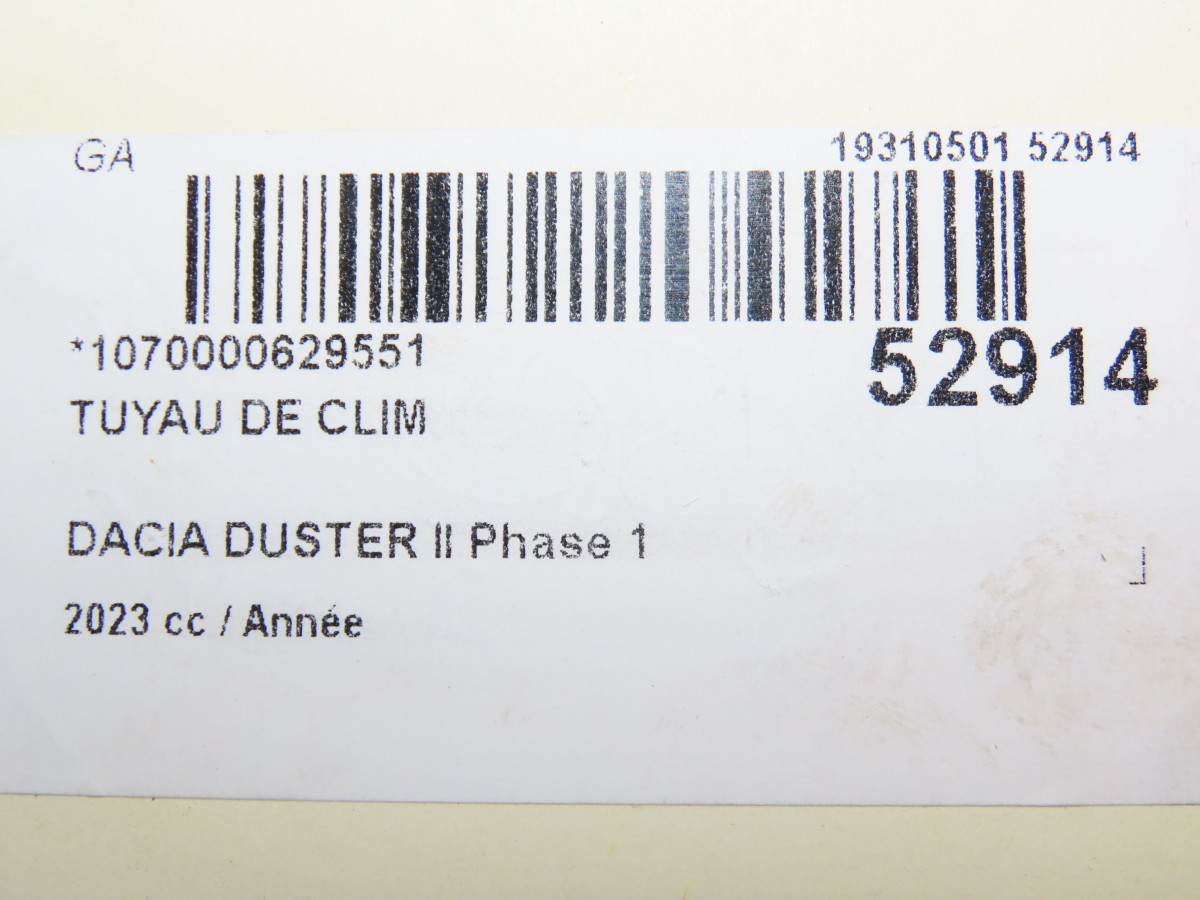 GA
19310501 52914
*1070000629551
52914
TUYAU DE CLIM
DACIA DUSTER II Phase 1
2023 cc / Année